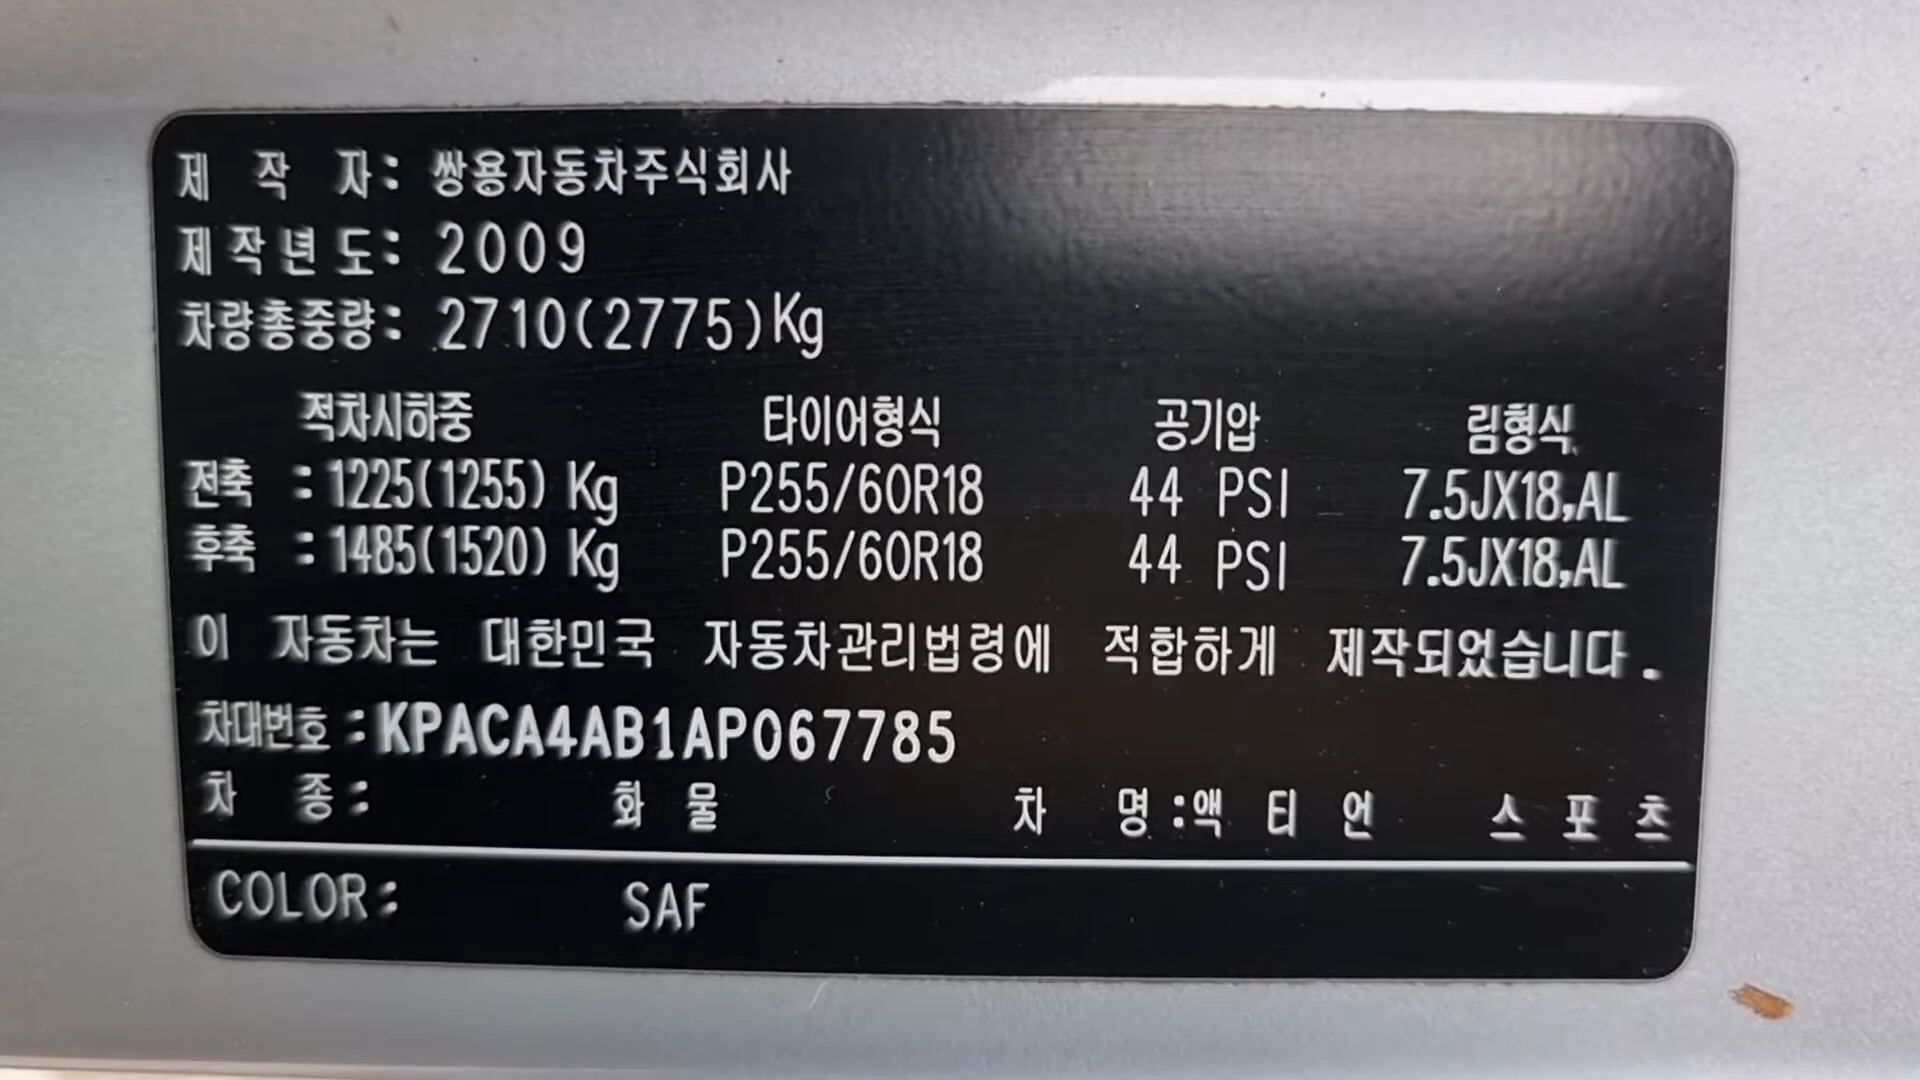 제 작 자: 쌍용자동차주식회사
제작년도: 2009
차량총중량: 2710(2775)Kg
적차시하중 타이어형식 공기압 림형식
전축 : 1225(1255) Kg P255/60R18 44 PSI 7.5JX18,AL
후축 : 1485(1520) Kg P255/60R18 44 PSI 7.5JX18,AL
이 자동차는 대한민국 자동차관리법령에 적합하게 제작되었습니다.
차대번호 : KPACA4AB1AP067785
차 종: 화 물 차 명:액 티 언 스 포 츠
COLOR: SAF